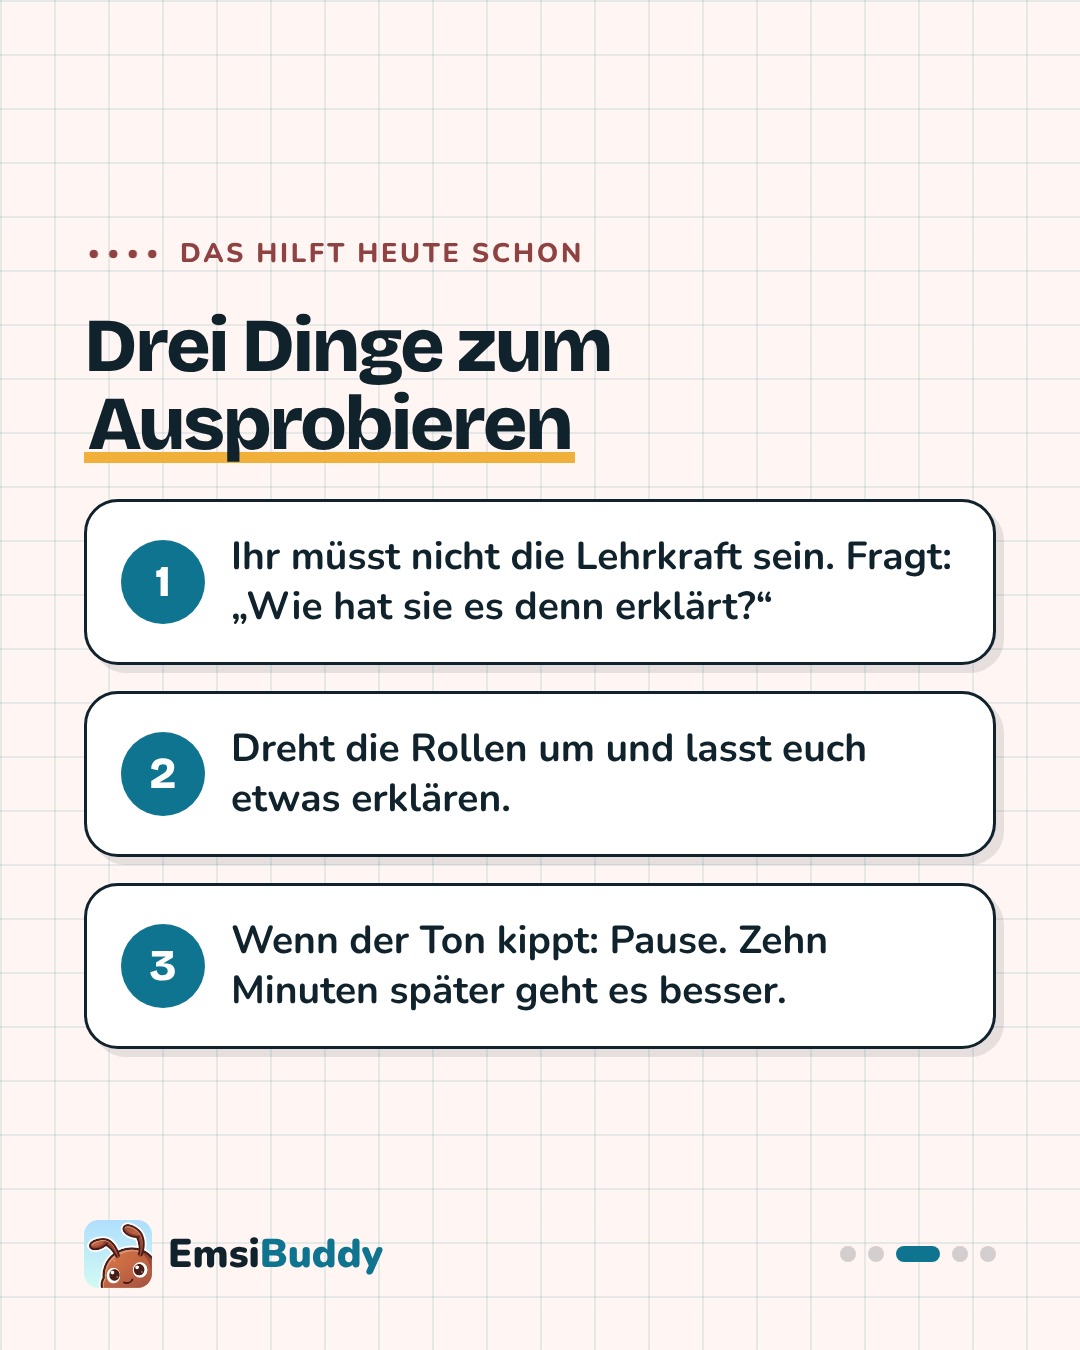 DAS HILFT HEUTE SCHON
Drei Dinge zum
Ausprobieren
1
Ihr müsst nicht die Lehrkraft sein. Fragt:
„Wie hat sie es denn erklärt?“
2
Dreht die Rollen um und lasst euch
etwas erklären.
3
Wenn der Ton kippt: Pause. Zehn
Minuten später geht es besser.
EmsiBuddy